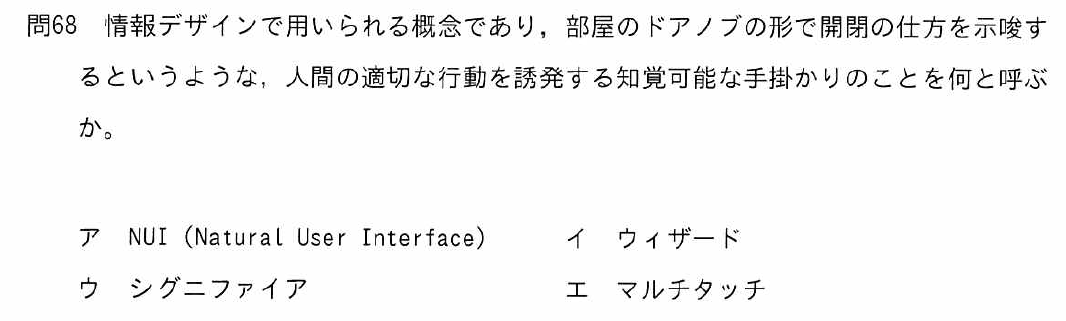 問68 情報デザインで用いられる概念であり，部屋のドアノブの形で開閉の仕方を示唆す
るというような，人間の適切な行動を誘発する知覚可能な手掛かりのことを何と呼ぶ
か。
ア NUI (Natural User Interface) イ ウィザード
ウ シグニファイア エ マルチタッチ